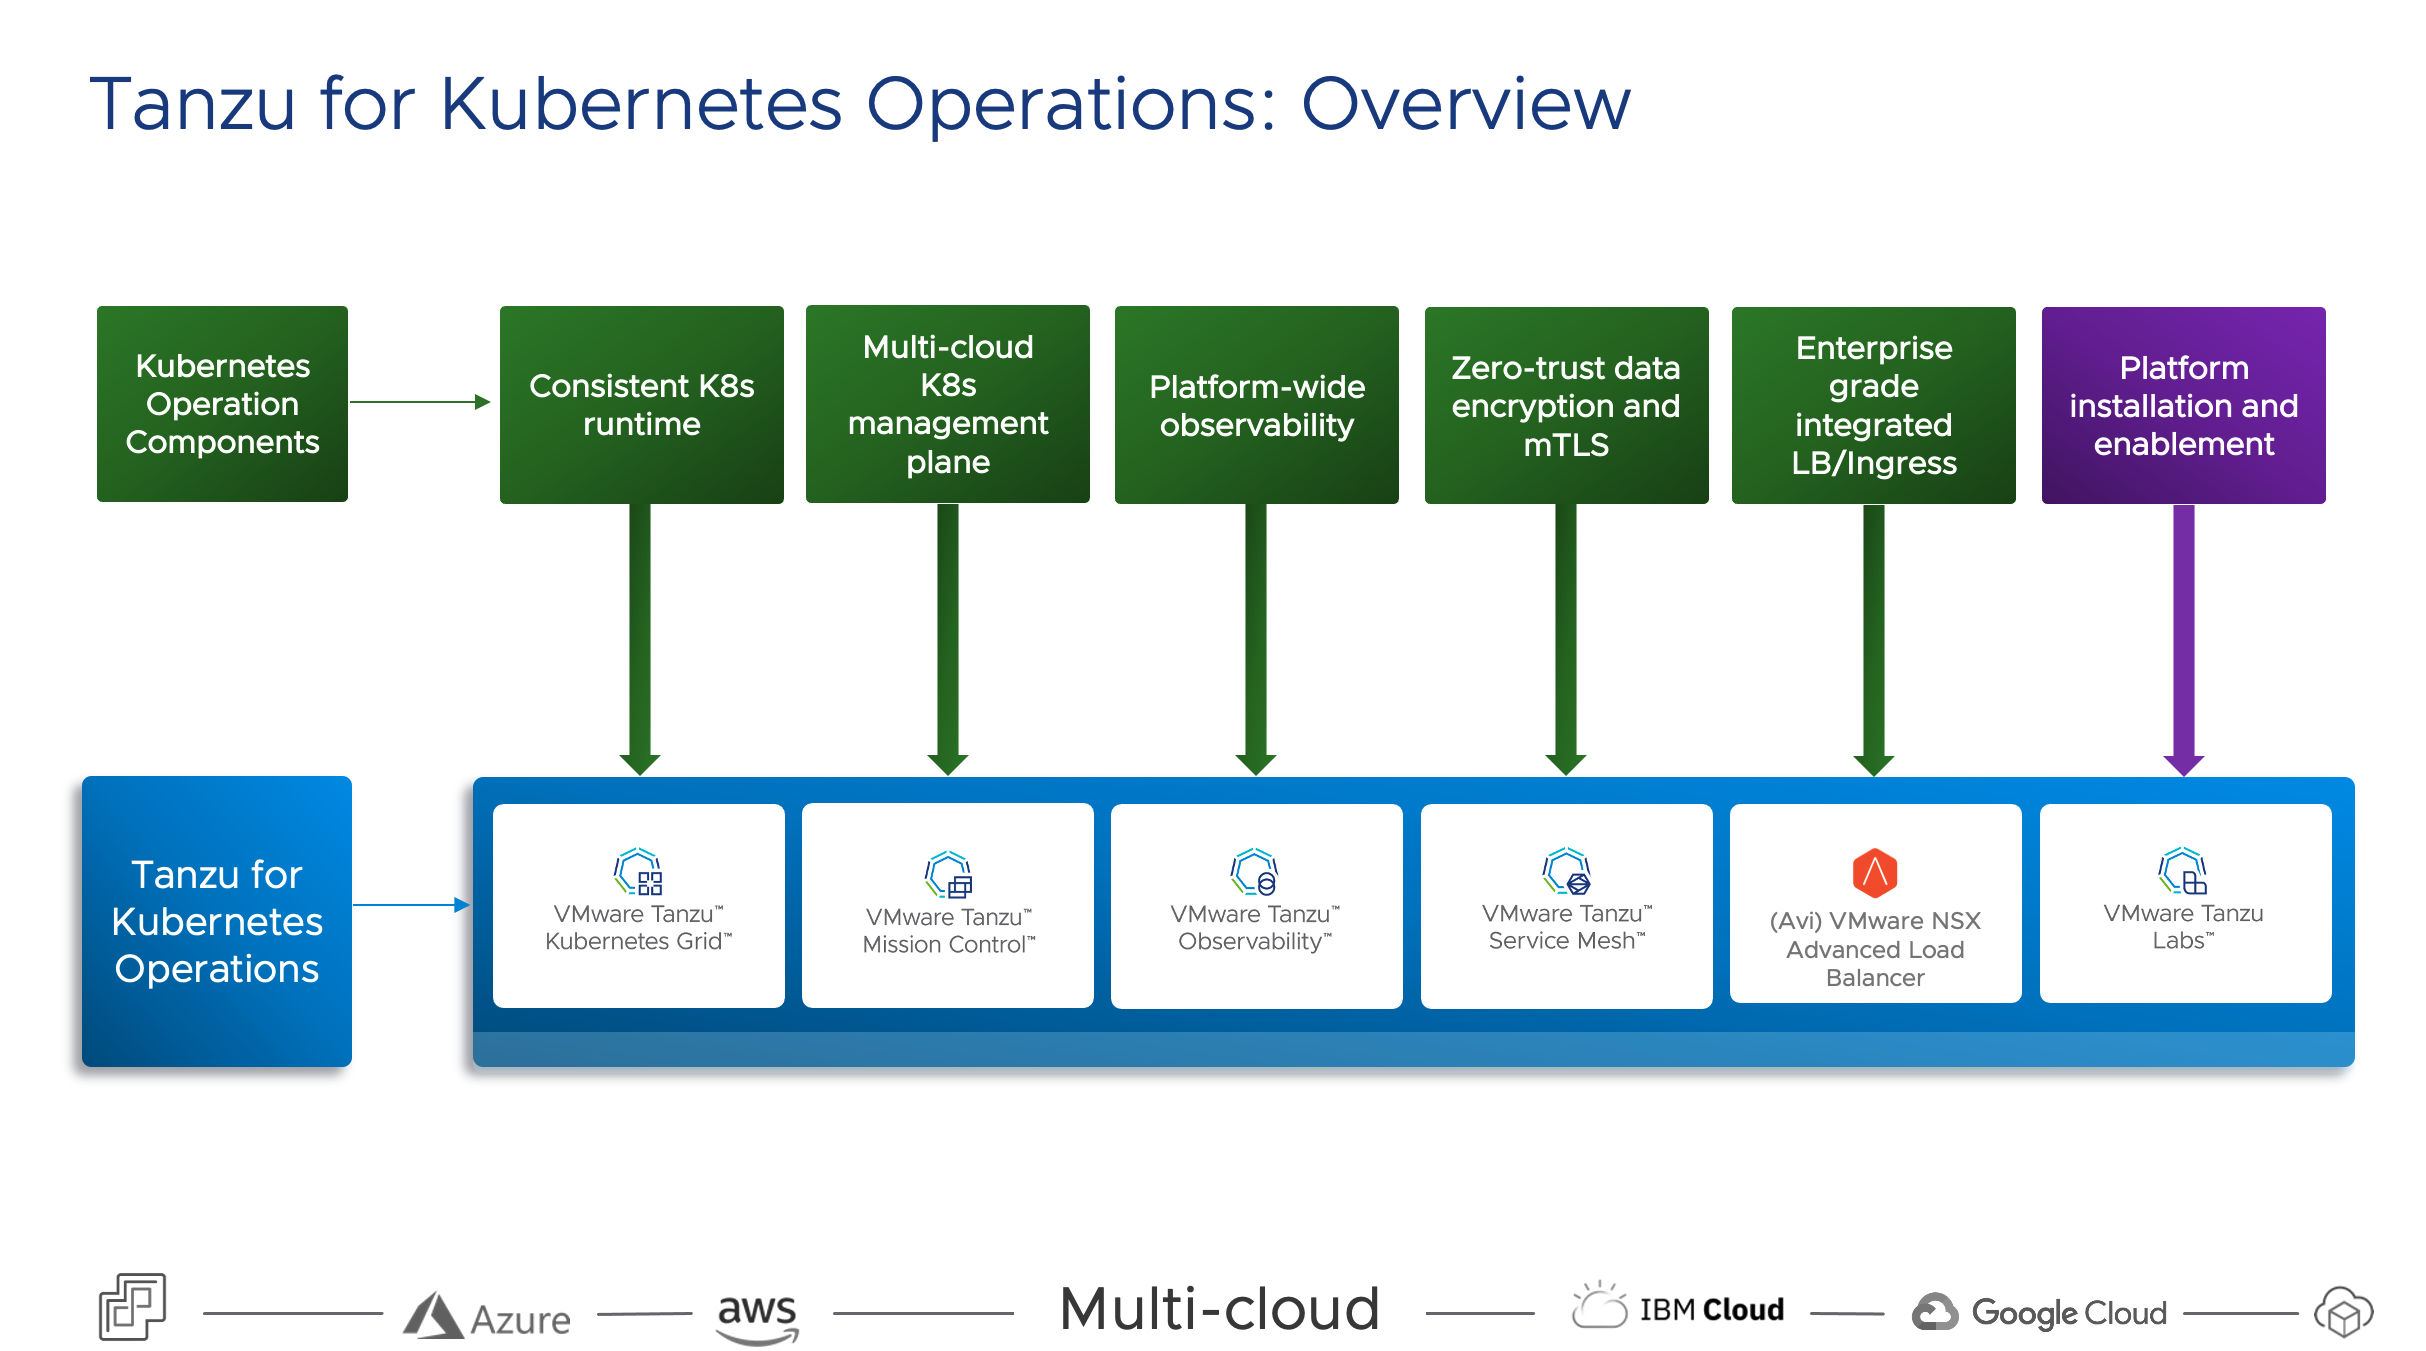 Tanzu for Kubernetes Operations: Overview
Kubernetes
Operation
Components
Consistent K8s
runtime
Multi-cloud
K8s
management
plane
Platform-wide
observability
Zero-trust data
encryption and
mTLS
Enterprise
grade
integrated
LB/Ingress
Platform
installation and
enablement
Tanzu for
Kubernetes
Operations
VMware Tanzu™
Kubernetes Grid™
VMware Tanzu™
Mission Control™
VMware Tanzu™
Observability™
VMware Tanzu™
Service Mesh™
(Avi) VMware NSX
Advanced Load
Balancer
VMware Tanzu
Labs™
Azure
aws
Multi-cloud
IBM Cloud
Google Cloud